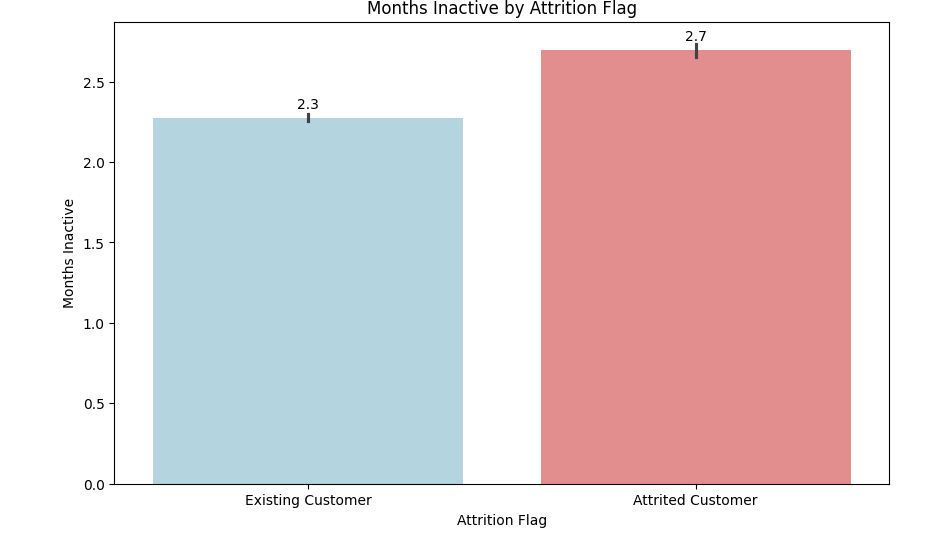 Months Inactive by Attrition Flag
2.7
2.3
2.5
2.0
1.5
1.0
0.5
0.0
Months Inactive
Existing Customer
Attrited Customer
Attrition Flag